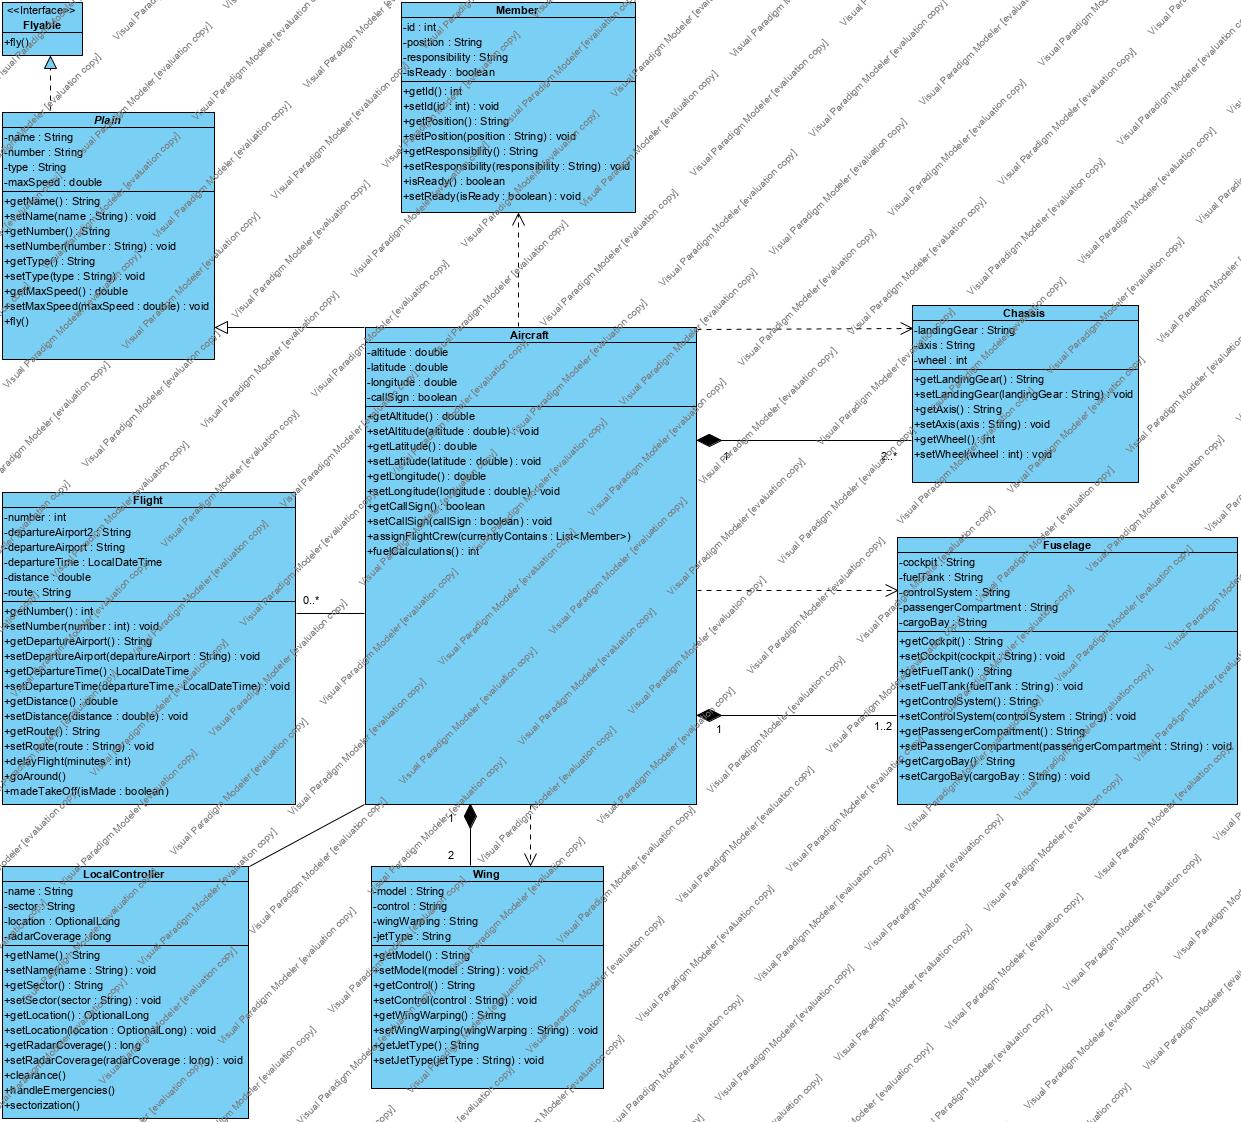 <<Interface>>
Flyable
+fly()
Plain
-name : String
-number : String
-type : String
-maxSpeed : double
+getName() : String
+setName(name : String) : void
+getNumber() : String
+setNumber(number : String) : void
+getType() : String
+setType(type : String) : void
+getMaxSpeed() : double
+setMaxSpeed(maxSpeed : double) : void
+fly()
Member
-id : int
-position : String
-responsibility : String
-isReady : boolean
+getId() : int
+setId(id : int) : void
+getPosition() : String
+setPosition(position : String) : void
+getResponsibility() : String
+setResponsibility(responsibility : String) : void
+isReady() : boolean
+setReady(isReady : boolean) : void
Aircraft
-altitude : double
-latitude : double
-longitude : double
-callSign : boolean
+getAltitude() : double
+setAltitude(altitude : double) : void
+getLatitude() : double
+setLatitude(latitude : double) : void
+getLongitude() : double
+setLongitude(longitude : double) : void
+getCallSign() : boolean
+setCallSign(callSign : boolean) : void
+assignFlightCrew(currentlyContains : List<Member>)
+fuelCalculations() : int
Chassis
-landingGear : String
-axis : String
-wheel : int
+getLandingGear() : String
+setLandingGear(landingGear : String) : void
+getAxis() : String
+setAxis(axis : String) : void
+getWheel() : int
+setWheel(wheel : int) : void
1
2..*
Flight
-number : int
-departureAirport2 : String
-departureAirport : String
-departureTime : LocalDateTime
-distance : double
-route : String
+getNumber() : int
+setNumber(number : int) : void
+getDepartureAirport() : String
+setDepartureAirport(departureAirport : String) : void
+getDepartureTime() : LocalDateTime
+setDepartureTime(departureTime : LocalDateTime) : void
+getDistance() : double
+setDistance(distance : double) : void
+getRoute() : String
+setRoute(route : String) : void
+delayFlight(minutes : int)
+goAround()
+madeTakeOff(isMade : boolean)
0..*
Fuselage
-cockpit : String
-fuelTank : String
-controlSystem : String
-passengerCompartment : String
-cargoBay : String
+getCockpit() : String
+setCockpit(cockpit : String) : void
+getFuelTank() : String
+setFuelTank(fuelTank : String) : void
+getControlSystem() : String
+setControlSystem(controlSystem : String) : void
+getPassengerCompartment() : String
+setPassengerCompartment(passengerCompartment : String) : void
+getCargoBay() : String
+setCargoBay(cargoBay : String) : void
1
1..2
LocalController
-name : String
-sector : String
-location : OptionalLong
-radarCoverage : long
+getName() : String
+setName(name : String) : void
+getSector() : String
+setSector(sector : String) : void
+getLocation() : OptionalLong
+setLocation(location : OptionalLong) : void
+getRadarCoverage() : long
+setRadarCoverage(radarCoverage : long) : void
+clearance()
+handleEmergencies()
+sectorization()
1
2
Wing
-model : String
-control : String
-wingWarping : String
-jetType : String
+getModel() : String
+setModel(model : String) : void
+getControl() : String
+setControl(control : String) : void
+getWingWarping() : String
+setWingWarping(wingWarping : String) : void
+getJetType() : String
+setJetType(jetType : String) : void
Visual Paradigm Modeler [evaluation copy]